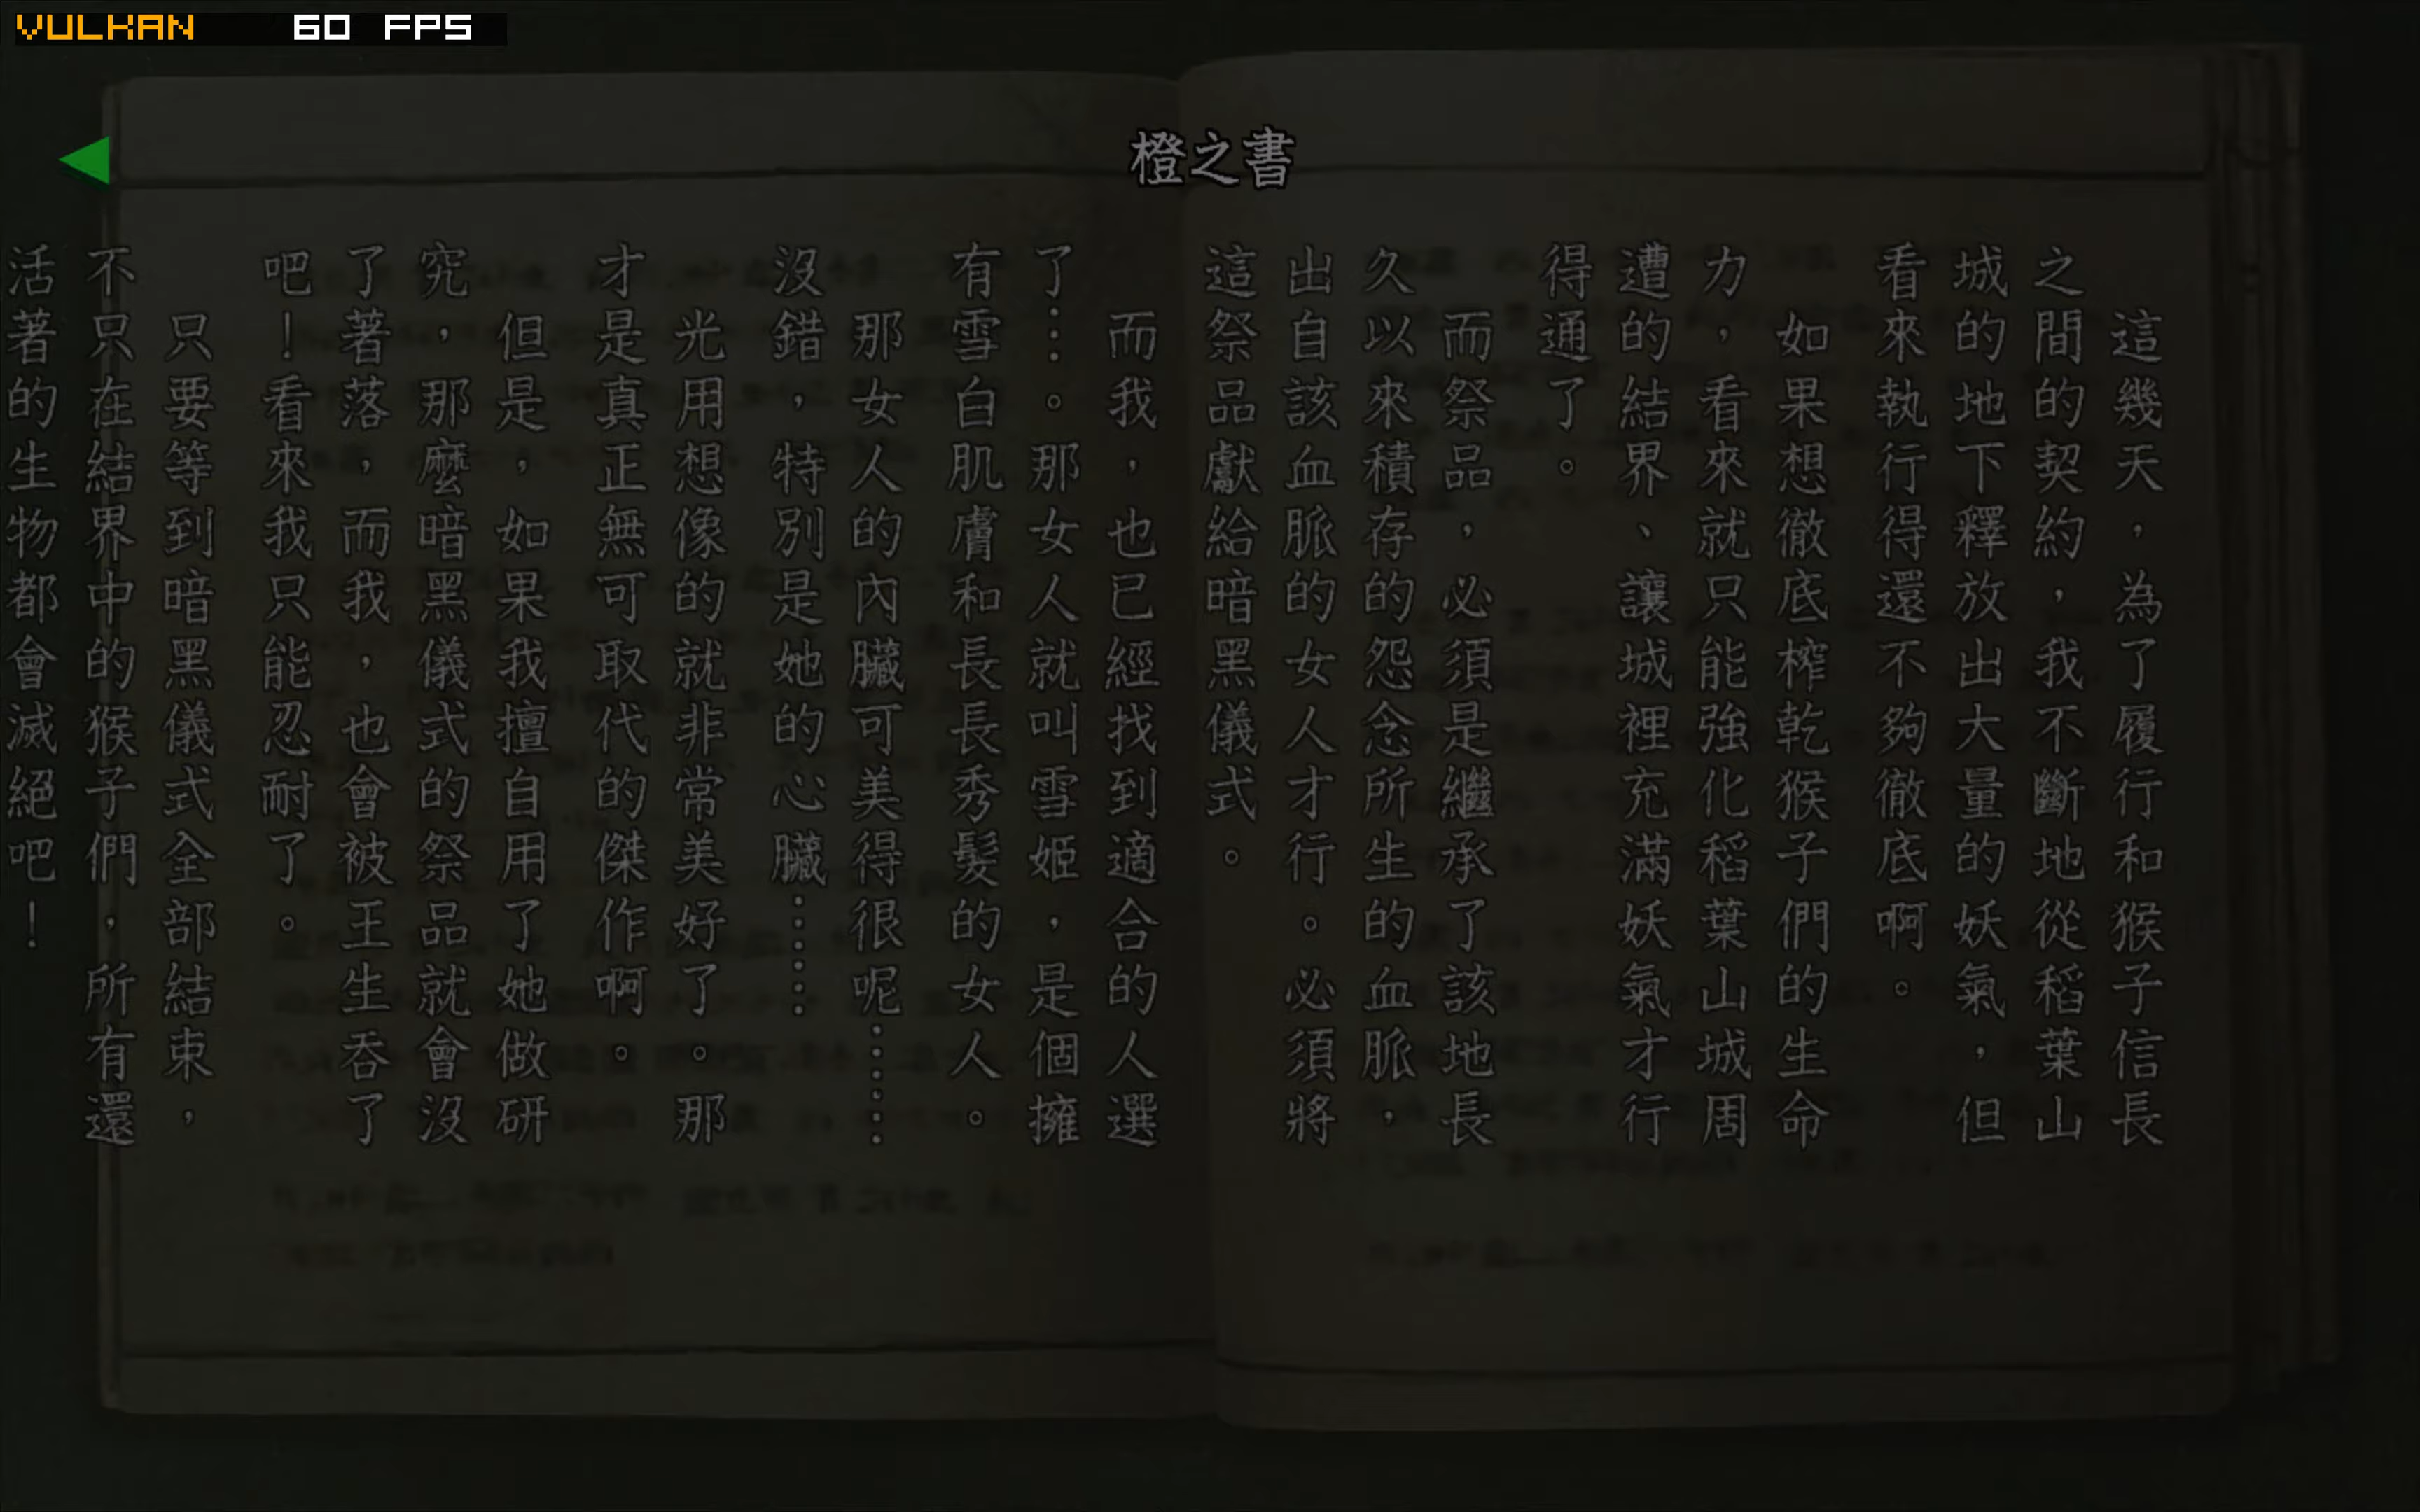 VULKAN 60 FPS
橙之書
這幾天，為了履行和猴子信長
之間的契約，我不斷地從稻葉山
城的地下釋放出大量的妖氣，但
看來執行得還不夠徹底啊。
如果想徹底榨乾猴子們的生命
力，看來就只能強化稻葉山城周
遭的結界、讓城裡充滿妖氣才行
得通了。
而祭品，必須是繼承了該地長
久以來積存的怨念所生的血脈，
出自該血脈的女人才行。必須將
這祭品獻給暗黑儀式。
而我，也已經找到適合的人選
了…。那女人就叫雪姬，是個擁
有雪白肌膚和長長秀髮的女人。
那女人的內臟可美得很呢……
沒錯，特別是她的心臟……
光用想像的就非常美好了。那
才是真正無可取代的傑作啊。
但是，如果我擅自用了她做研
究，那麼暗黑儀式的祭品就會沒
了著落，而我，也會被王生吞了
吧！看來我只能忍耐了。
只要等到暗黑儀式全部結束，
不只在結界中的猴子們，所有還
活著的生物都會滅絕吧！